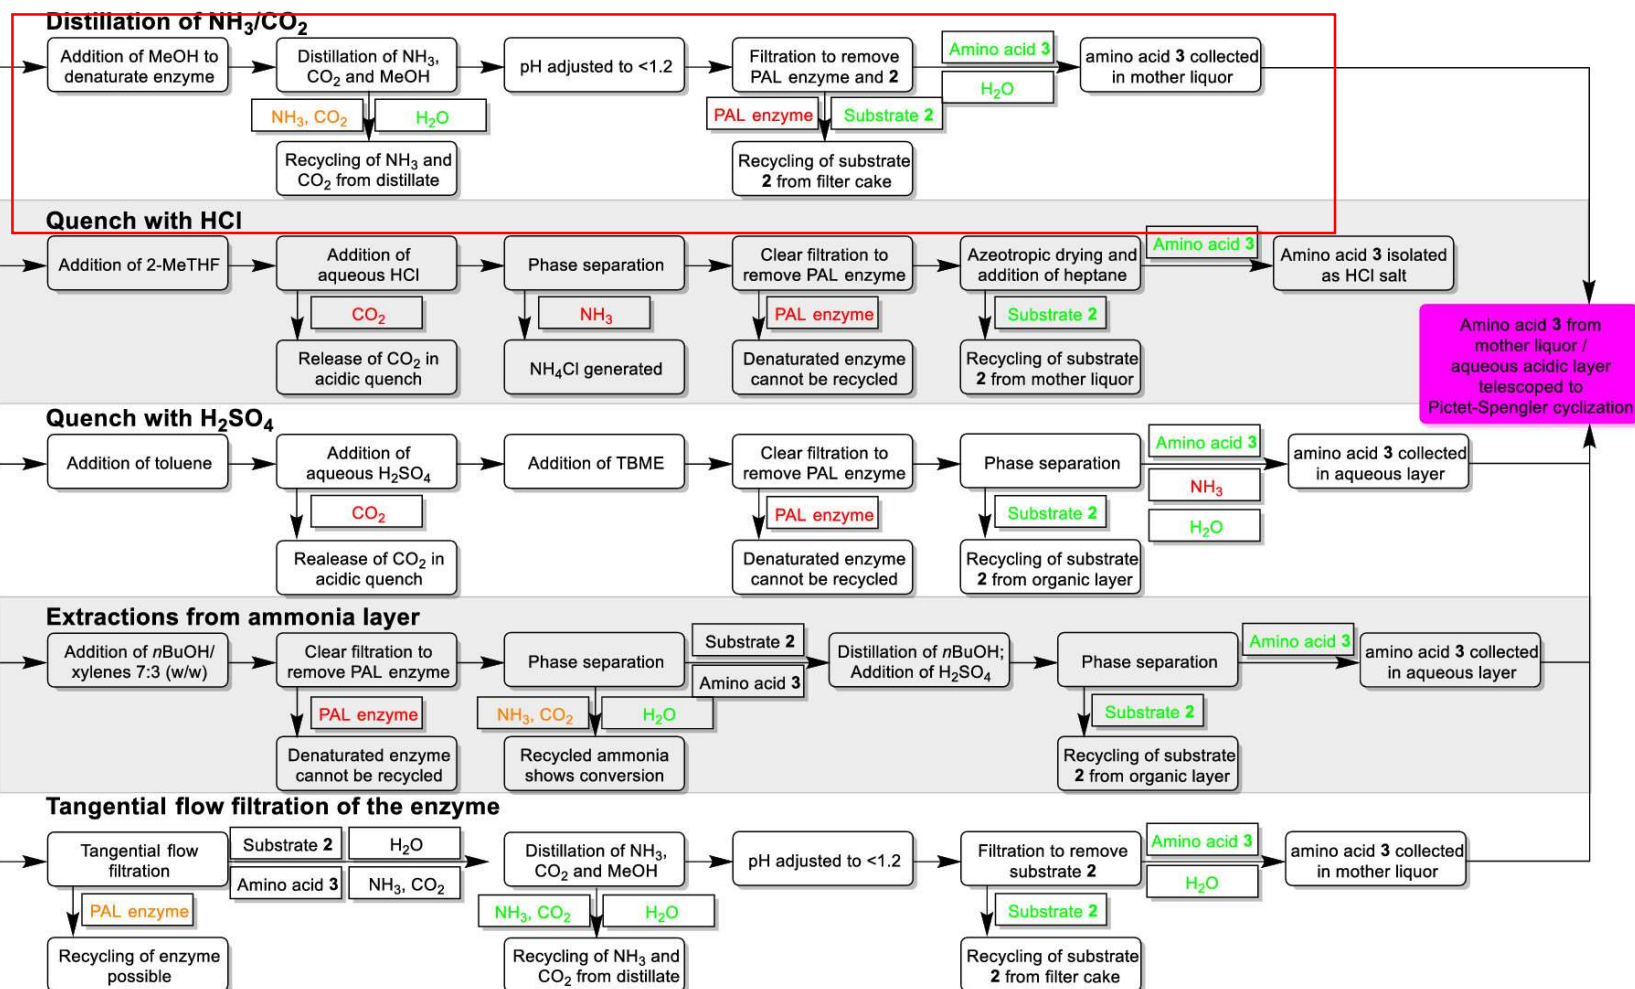 Distillation of NH3/CO2
Addition of MeOH to
denaturate enzyme
Distillation of NH3,
CO2 and MeOH
pH adjusted to <1.2
Filtration to remove
PAL enzyme and 2
Amino acid 3
H2O
amino acid 3 collected
in mother liquor
NH3, CO2
H2O
PAL enzyme
Substrate 2
Recycling of NH3 and
CO2 from distillate
Recycling of substrate
2 from filter cake
Quench with HCl
Addition of 2-MeTHF
Addition of
aqueous HCl
Phase separation
Clear filtration to
remove PAL enzyme
Azeotropic drying and
addition of heptane
Amino acid 3
Amino acid 3 isolated
as HCl salt
CO2
NH3
PAL enzyme
Substrate 2
Release of CO2 in
acidic quench
NH4Cl generated
Denaturated enzyme
cannot be recycled
Recycling of substrate
2 from mother liquor
Amino acid 3 from
mother liquor /
aqueous acidic layer
telescoped to
Pictet-Spengler cyclization
Quench with H2SO4
Addition of toluene
Addition of
aqueous H2SO4
Addition of TBME
Clear filtration to
remove PAL enzyme
Phase separation
Amino acid 3
NH3
H2O
amino acid 3 collected
in aqueous layer
CO2
PAL enzyme
Substrate 2
Realease of CO2 in
acidic quench
Denaturated enzyme
cannot be recycled
Recycling of substrate
2 from organic layer
Extractions from ammonia layer
Addition of nBuOH/
xylenes 7:3 (w/w)
Clear filtration to
remove PAL enzyme
Phase separation
Substrate 2
Amino acid 3
Distillation of nBuOH;
Addition of H2SO4
Phase separation
Amino acid 3
amino acid 3 collected
in aqueous layer
PAL enzyme
NH3, CO2
H2O
Substrate 2
Denaturated enzyme
cannot be recycled
Recycled ammonia
shows conversion
Recycling of substrate
2 from organic layer
Tangential flow filtration of the enzyme
Tangential flow
filtration
Substrate 2
H2O
Amino acid 3
NH3, CO2
Distillation of NH3,
CO2 and MeOH
pH adjusted to <1.2
Filtration to remove
substrate 2
Amino acid 3
H2O
amino acid 3 collected
in mother liquor
PAL enzyme
NH3, CO2
H2O
Substrate 2
Recycling of enzyme
possible
Recycling of NH3 and
CO2 from distillate
Recycling of substrate
2 from filter cake